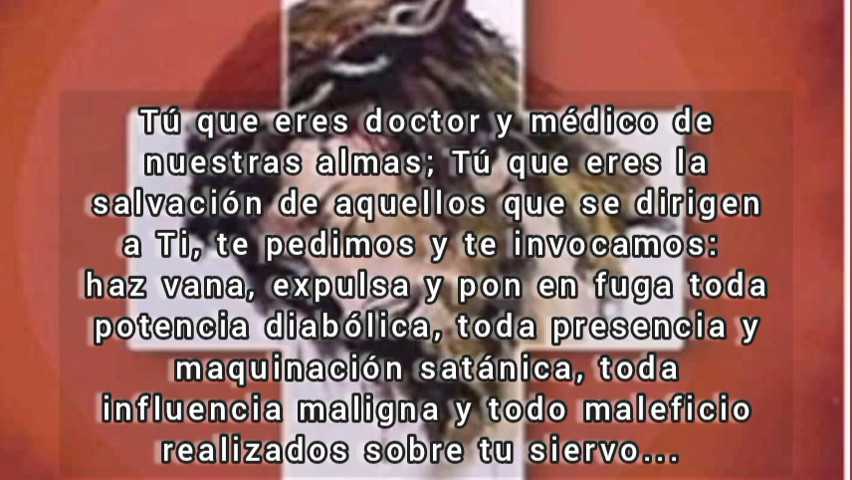 Tú que eres doctor y médico de
nuestras almas; Tú que eres la
salvación de aquellos que se dirigen
a Ti, te pedimos y te invocamos:
haz vana, expulsa y pon en fuga toda
potencia diabólica, toda presencia y
maquinación satánica, toda
influencia maligna y todo maleficio
realizados sobre tu siervo...